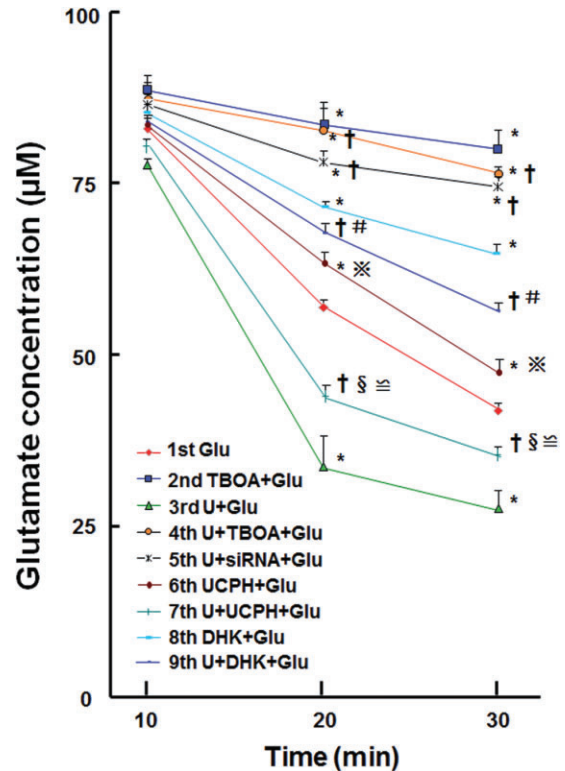 100
75
50
25
0
Glutamate concentration (µM)
*
*
* †
* †
* †
* †
*
*
† #
† #
* ※
* ※
† § ≌
† § ≌
*
*
1st Glu
2nd TBOA+Glu
3rd U+Glu
4th U+TBOA+Glu
5th U+siRNA+Glu
6th UCPH+Glu
7th U+UCPH+Glu
8th DHK+Glu
9th U+DHK+Glu
10 20 30
Time (min)